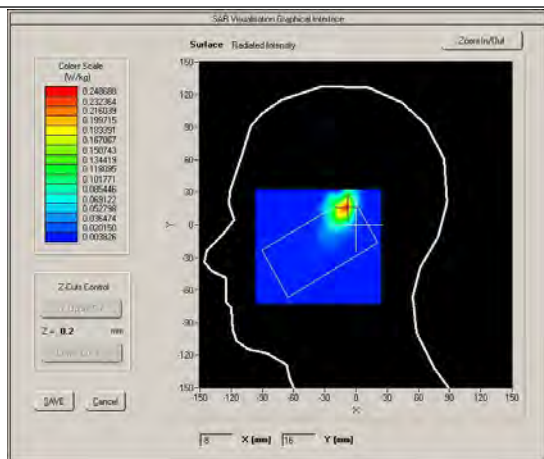 SAR Visualisation Graphical Interface
Surface Radiated Intensity
Zoom In/Out
Colors Scale
(W/kg)
0.248688
0.232364
0.216039
0.199715
0.183391
0.167067
0.150743
0.134419
0.118095
0.101771
0.085446
0.069122
0.052798
0.036474
0.020150
0.003826
150
120
90
60
30
0
-30
-60
-90
-120
-150
Y
-150 -120 -90 -60 -30 0 30 60 90 120 150
X
Z-Cuts Control
Z = 0.2 mm
SAVE
Cancel
-8 X (mm) 16 Y (mm)